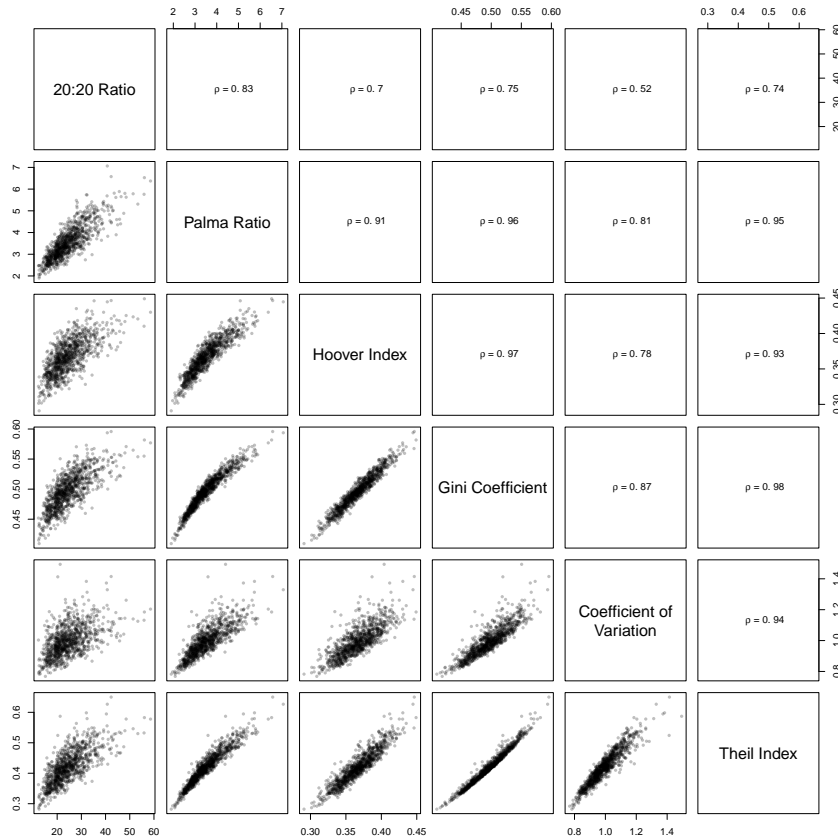 2 3 4 5 6 7
0.45 0.50 0.55 0.60
0.3 0.4 0.5 0.6
20:20 Ratio
ρ = 0. 83
ρ = 0. 7
ρ = 0. 75
ρ = 0. 52
ρ = 0. 74
20 30 40 50 60
2 3 4 5 6 7
Palma Ratio
ρ = 0. 91
ρ = 0. 96
ρ = 0. 81
ρ = 0. 95
Hoover Index
ρ = 0. 97
ρ = 0. 78
ρ = 0. 93
0.30 0.35 0.40 0.45
0.45 0.50 0.55 0.60
Gini Coefficient
ρ = 0. 87
ρ = 0. 98
Coefficient of
Variation
ρ = 0. 94
0.8 1.0 1.2 1.4
0.3 0.4 0.5 0.6
Theil Index
20 30 40 50 60
0.30 0.35 0.40 0.45
0.8 1.0 1.2 1.4